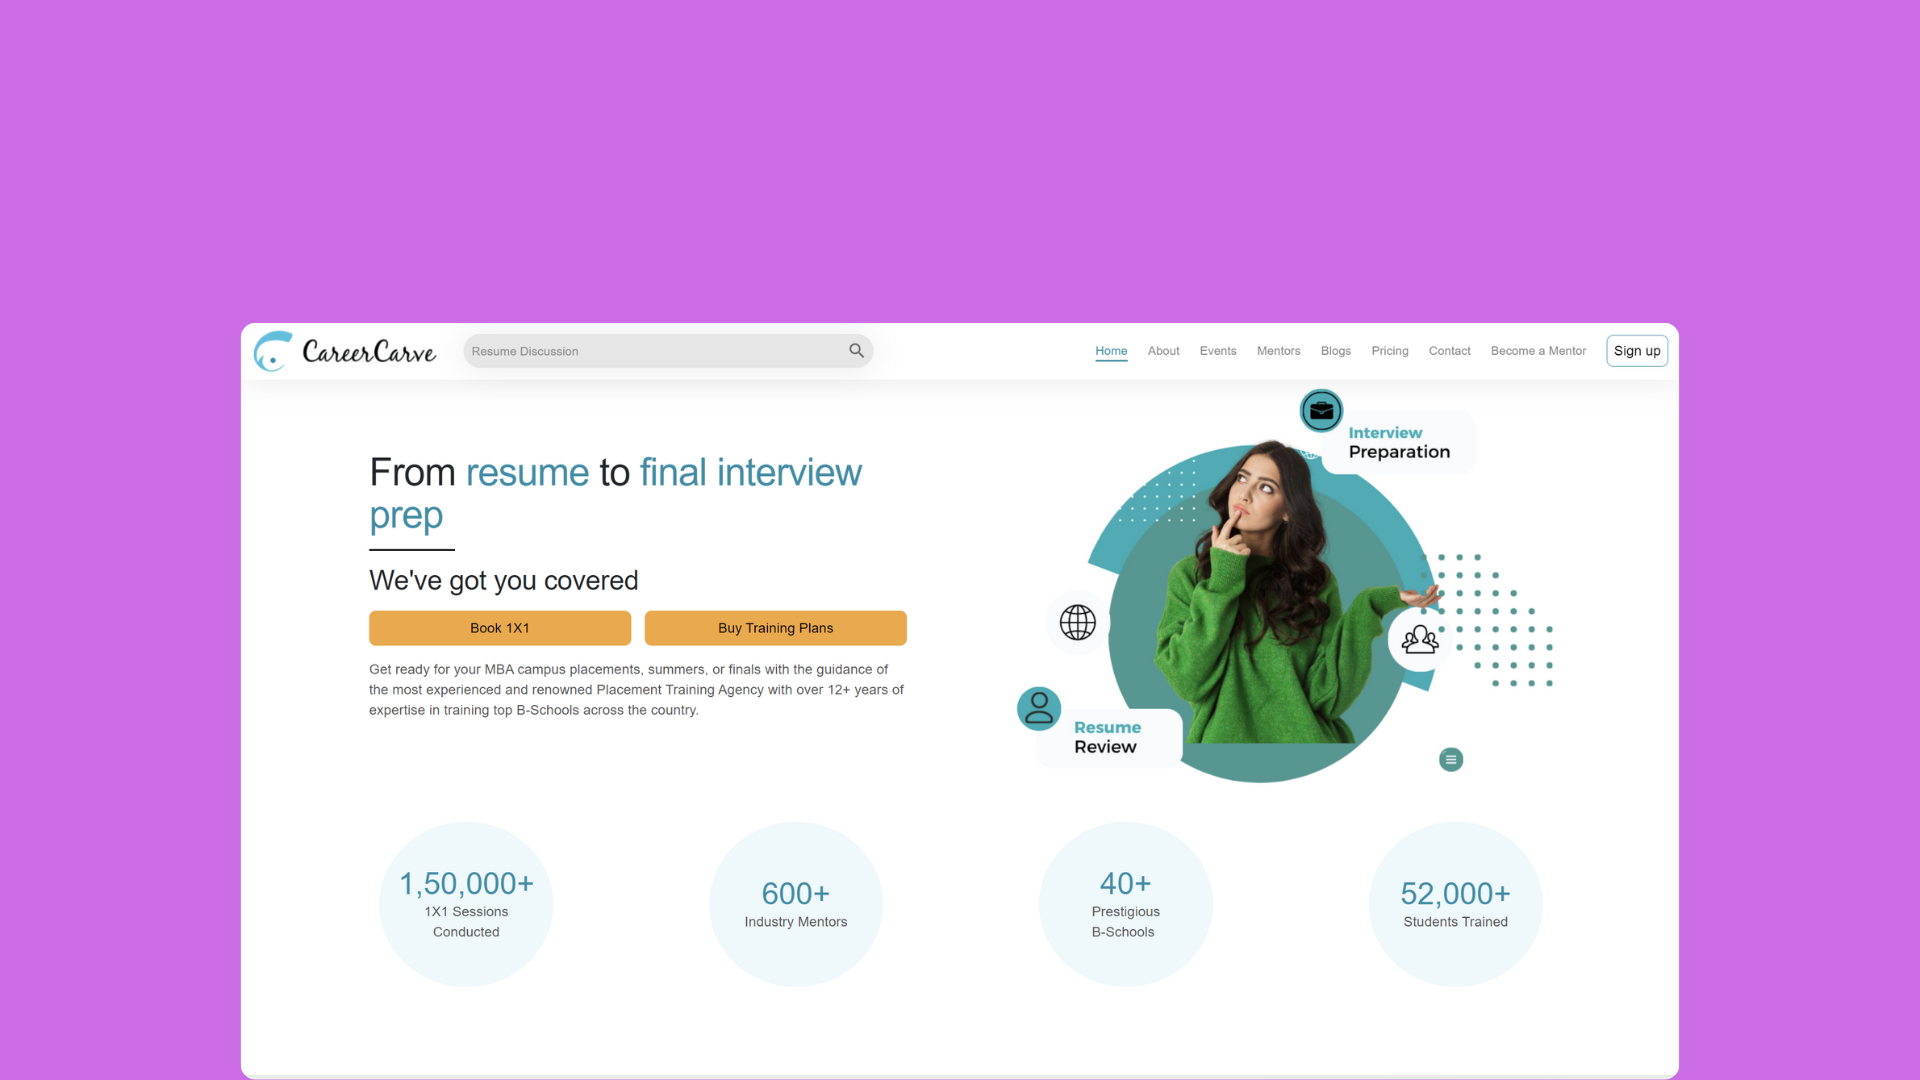 CareerCarve
Resume Discussion
Home About Events Mentors Blogs Pricing Contact Become a Mentor Sign up
Interview
Preparation
From resume to final interview
prep
We've got you covered
Book 1X1 Buy Training Plans
Get ready for your MBA campus placements, summers, or finals with the guidance of
the most experienced and renowned Placement Training Agency with over 12+ years of
expertise in training top B-Schools across the country.
Resume
Review
1,50,000+
1X1 Sessions
Conducted
600+
Industry Mentors
40+
Prestigious
B-Schools
52,000+
Students Trained